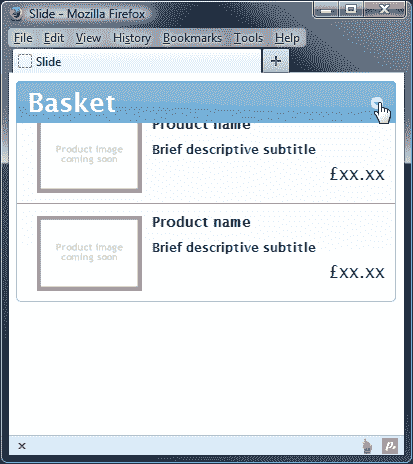 Slide - Mozilla Firefox
File Edit View History Bookmarks Tools Help
Slide
Basket
Product name
Product Image
coming soon
Brief descriptive subtitle
£xx.xx
Product name
Product Image
coming soon
Brief descriptive subtitle
£xx.xx